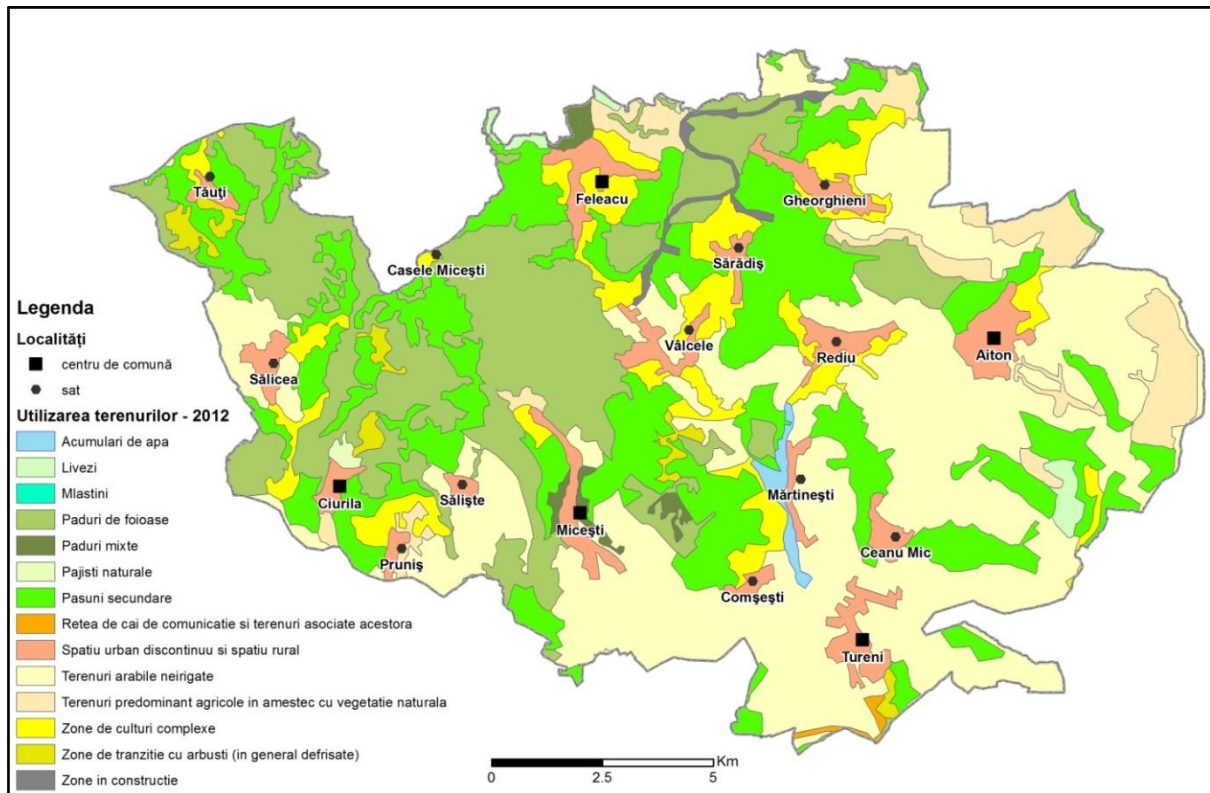 Tăuţi
Feleacu
Gheorghieni
Casele Miceşti
Sărădiş
Vâlcele
Rediu
Aiton
Sălicea
Ciurila
Sălişte
Miceşti
Mărtineşti
Pruniş
Ceanu Mic
Comşeşti
Tureni
Legenda
Localităţi
centru de comună
sat
Utilizarea terenurilor - 2012
Acumulari de apa
Livezi
Mlastini
Paduri de foioase
Paduri mixte
Pajisti naturale
Pasuni secundare
Retea de cai de comunicatie si terenuri asociate acestora
Spatiu urban discontinuu si spatiu rural
Terenuri arabile neirigate
Terenuri predominant agricole in amestec cu vegetatie naturala
Zone de culturi complexe
Zone de tranzitie cu arbusti (in general defrisate)
Zone in constructie
Km
0 2.5 5